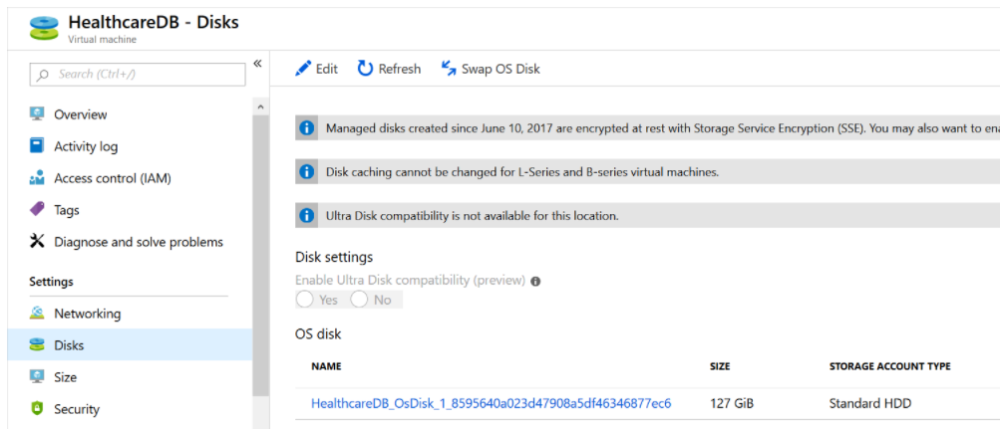 HealthcareDB - Disks
Virtual machine
Search (Ctrl+/)
«
Overview
Activity log
Access control (IAM)
Tags
Diagnose and solve problems
Settings
Networking
Disks
Size
Security
Edit Refresh Swap OS Disk
Managed disks created since June 10, 2017 are encrypted at rest with Storage Service Encryption (SSE). You may also want to ena
Disk caching cannot be changed for L-Series and B-series virtual machines.
Ultra Disk compatibility is not available for this location.
Disk settings
Enable Ultra Disk compatibility (preview)
Yes No
OS disk
NAME SIZE STORAGE ACCOUNT TYPE
HealthcareDB_OsDisk_1_8595640a023d47908a5df46346877ec6 127 GiB Standard HDD